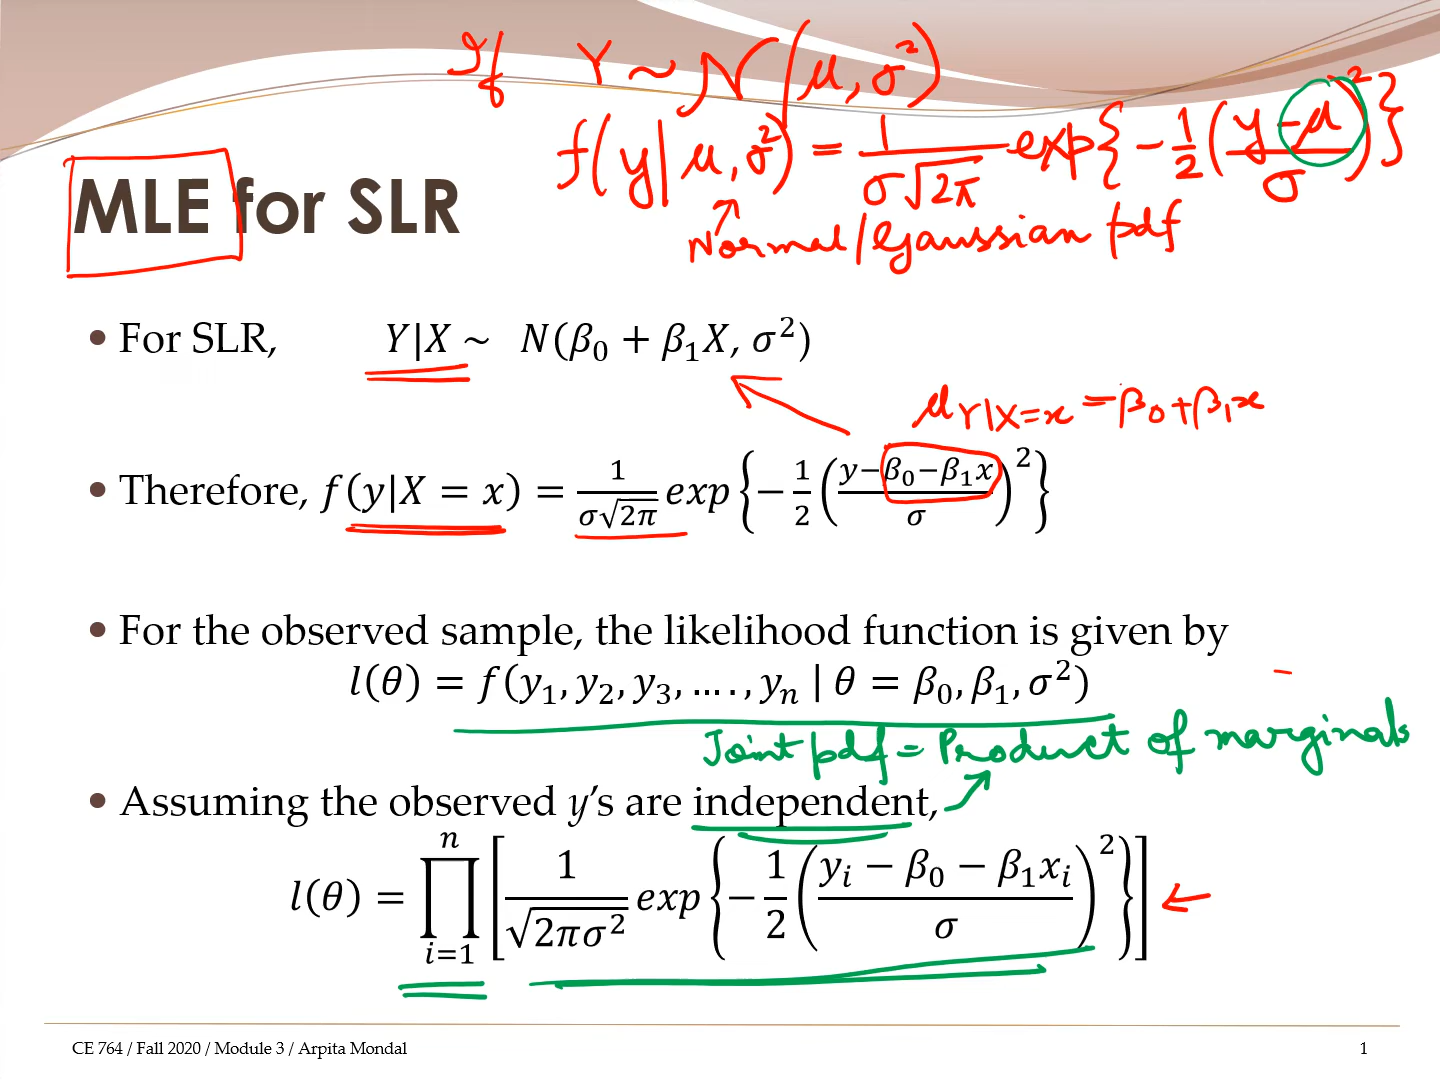 If Y ~ N(μ, σ²)
f(y|μ, σ²) = 1/(σ√2π) exp{-1/2((y-μ)/σ)²}
Normal/Gaussian pdf
MLE for SLR
• For SLR, Y|X ~ N(β₀ + β₁X, σ²)
μ_{Y|X=x} = β₀+β₁x
• Therefore, f(y|X = x) = 1/(σ√2π) exp{-1/2((y-β₀-β₁x)/σ)²}
• For the observed sample, the likelihood function is given by
l(θ) = f(y₁, y₂, y₃, …., yₙ | θ = β₀, β₁, σ²)
Joint pdf = Product of marginals
• Assuming the observed y's are independent,
l(θ) = ∏_{i=1}^{n} [1/√(2πσ²) exp{-1/2((yᵢ - β₀ - β₁xᵢ)/σ)²}]
CE 764 / Fall 2020 / Module 3 / Arpita Mondal
1